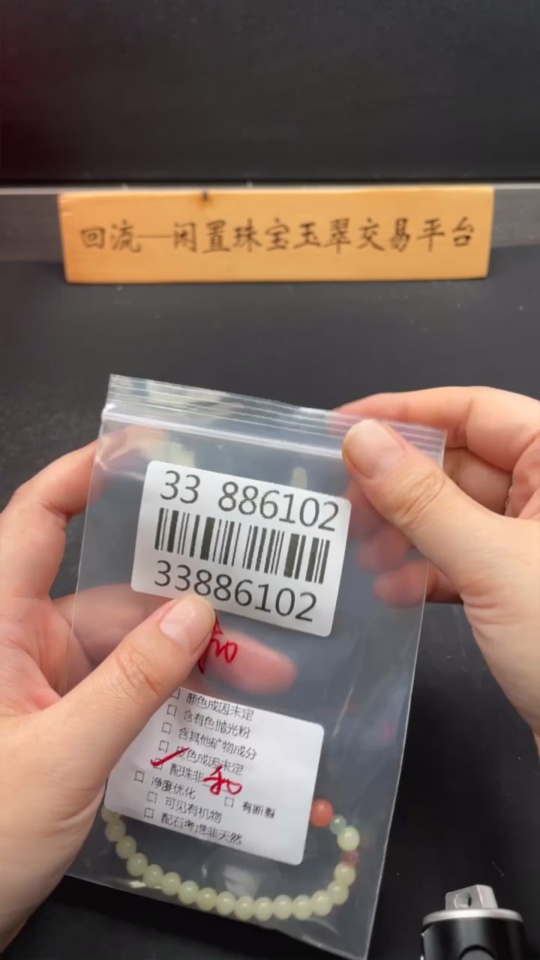 回流—闲置珠宝玉翠交易平台
33 886102
33886102
和
□ 颜色成因未定
□ 含有色抛光粉
□ 含其他矿物成分
□ 皮色成因未定
配珠非 和
□ 净度优化 □ 有断裂
□ 可见有机物
□ 配石考虑非天然